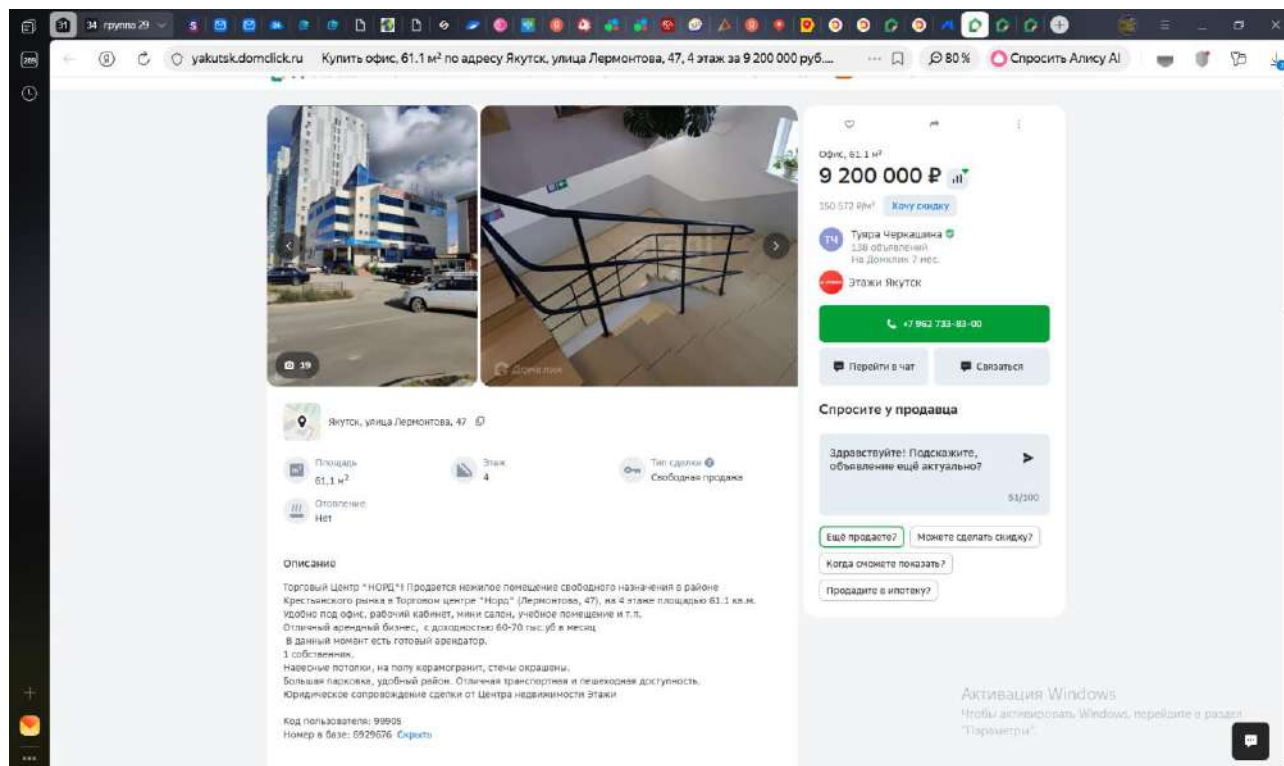 31 34 группа 29
289
yakutsk.domclick.ru Купить офис, 61.1 м² по адресу Якутск, улица Лермонтова, 47, 4 этаж за 9 200 000 руб.... ... 80 % Спросить Алису AI
19
Домклик
Офис, 61.1 м²
9 200 000 ₽
150 572 ₽/м² Хочу скидку
ТЧ Туяра Черкашина
138 объявлений
На Домклик 7 мес.
Этажи Якутск
+7 962 733-83-00
Перейти в чат Связаться
Спросите у продавца
Здравствуйте! Подскажите,
объявление ещё актуально?
51/100
Ещё продаёте? Можете сделать скидку?
Когда сможете показать?
Продадите в ипотеку?
Якутск, улица Лермонтова, 47
Площадь
61,1 м²
Этаж
4
Тип сделки
Свободная продажа
Отопление
Нет
Описание
Торговый Центр "НОРД"! Продается нежилое помещение свободного назначения в районе
Крестьянского рынка в Торговом центре "Норд" (Лермонтова, 47), на 4 этаже площадью 61.1 кв.м.
Удобно под офис, рабочий кабинет, мини салон, учебное помещение и т.п.
Отличный арендный бизнес, с доходностью 60-70 тыс.уб в месяц
В данный момент есть готовый арендатор.
1 собственник.
Навесные потолки, на полу керамогранит, стены окрашены.
Большая парковка, удобный район. Отличная транспортная и пешеходная доступность.
Юридическое сопровождение сделки от Центра недвижимости Этажи
Код пользователя: 99905
Номер в базе: 6929676 Скрыть
Активация Windows
Чтобы активировать Windows, перейдите в раздел
"Параметры".